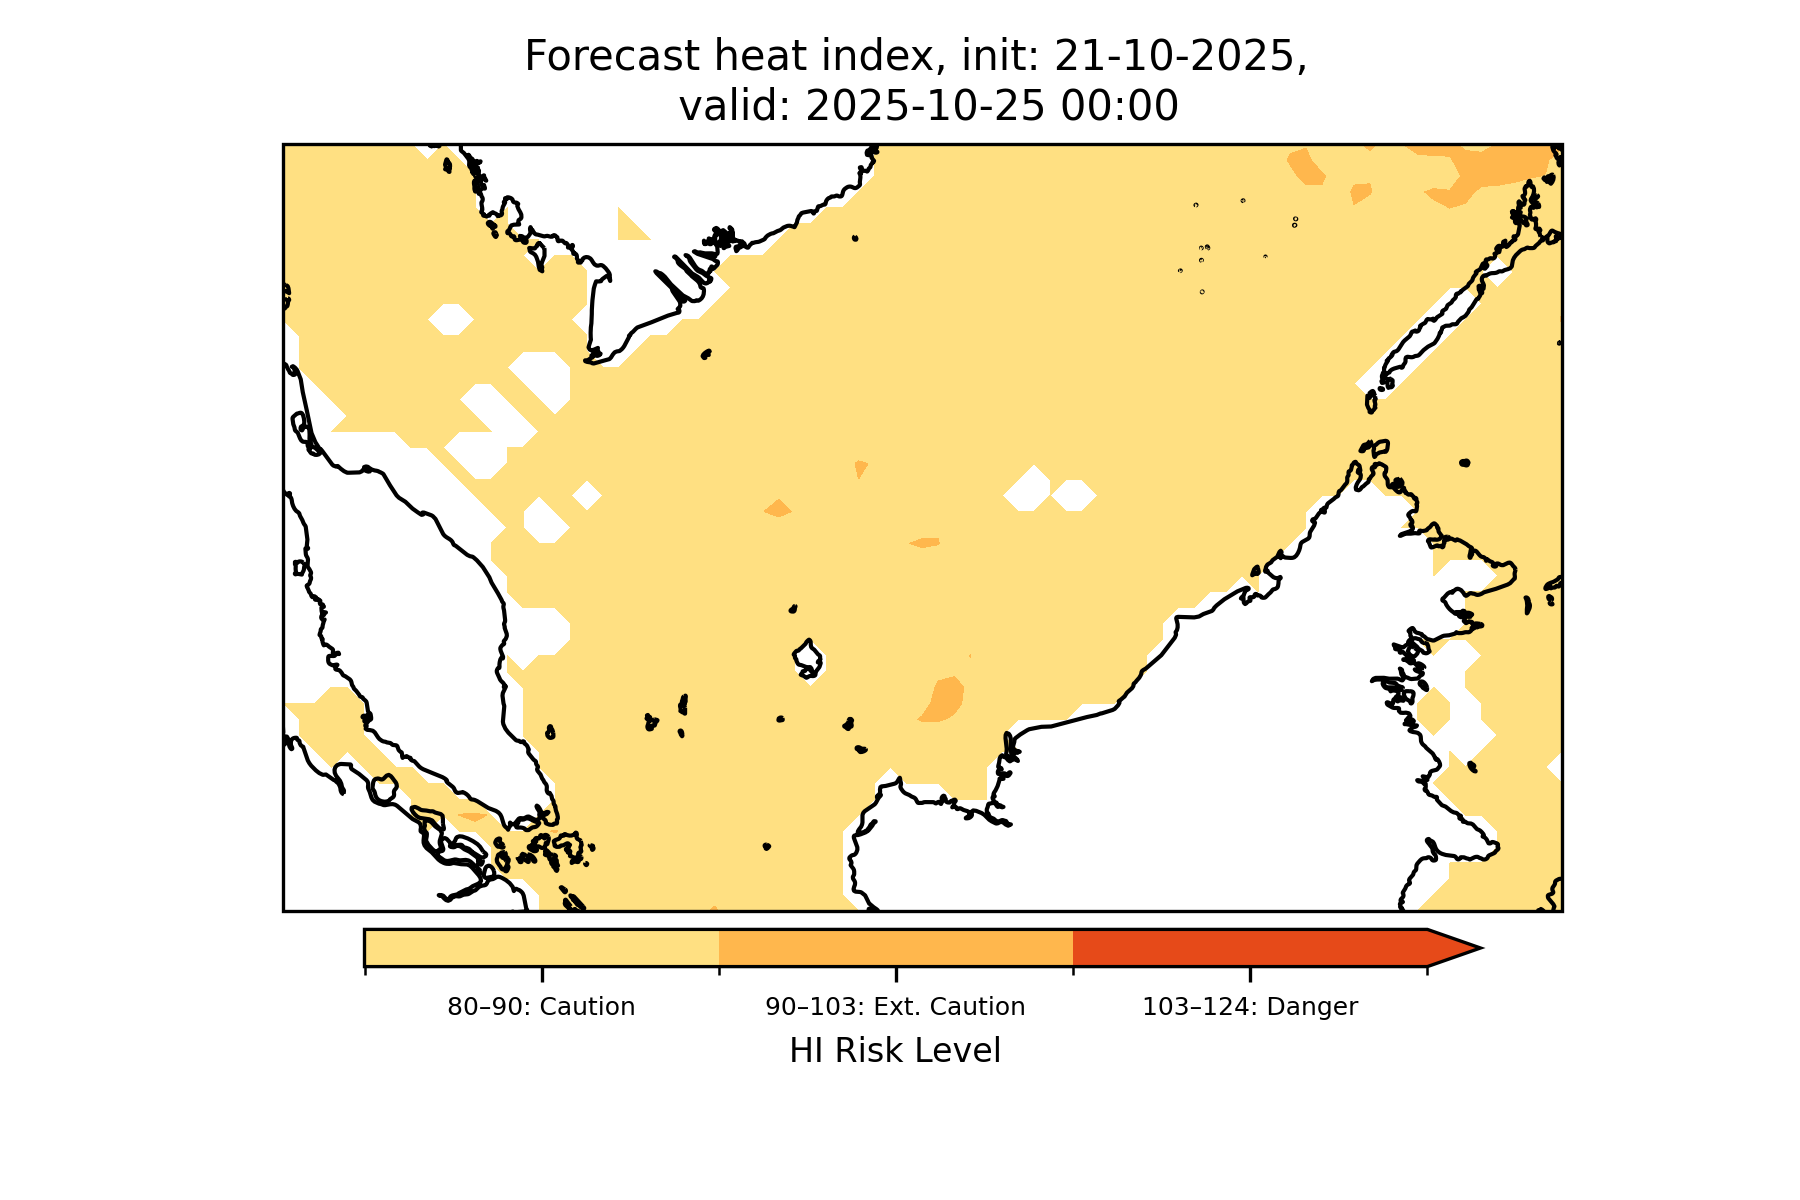 Forecast heat index, init: 21-10-2025,
valid: 2025-10-25 00:00
80–90: Caution
90–103: Ext. Caution
103–124: Danger
HI Risk Level